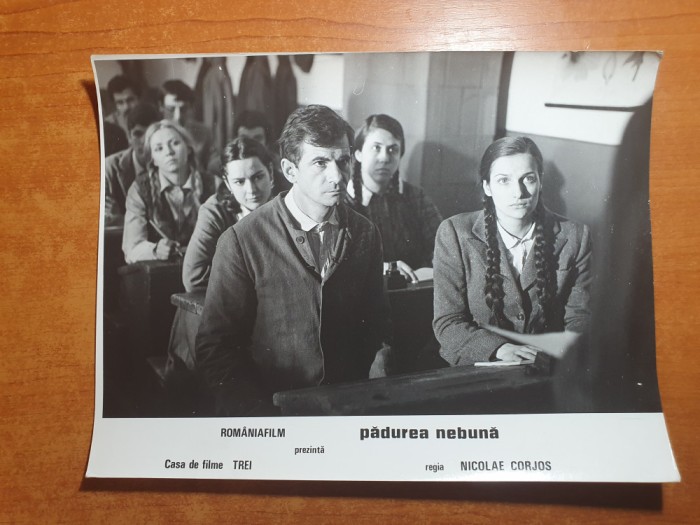 ROMÂNIAFILM
prezintă
pădurea nebună
Casa de filme TREI
regia NICOLAE CORJOS